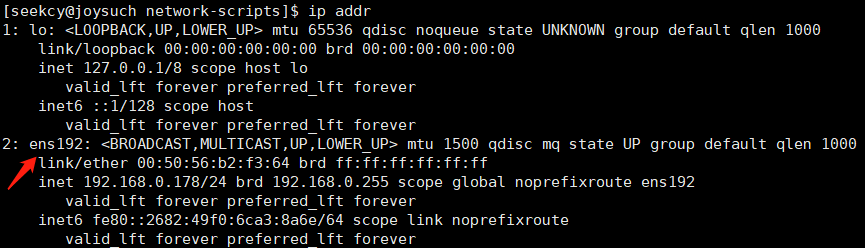 [seekcy@joysuch network-scripts]$ ip addr
1: lo: <LOOPBACK,UP,LOWER_UP> mtu 65536 qdisc noqueue state UNKNOWN group default qlen 1000
link/loopback 00:00:00:00:00:00 brd 00:00:00:00:00:00
inet 127.0.0.1/8 scope host lo
valid_lft forever preferred_lft forever
inet6 ::1/128 scope host
valid_lft forever preferred_lft forever
2: ens192: <BROADCAST,MULTICAST,UP,LOWER_UP> mtu 1500 qdisc mq state UP group default qlen 1000
link/ether 00:50:56:b2:f3:64 brd ff:ff:ff:ff:ff:ff
inet 192.168.0.178/24 brd 192.168.0.255 scope global noprefixroute ens192
valid_lft forever preferred_lft forever
inet6 fe80::2682:49f0:6ca3:8a6e/64 scope link noprefixroute
valid_lft forever preferred_lft forever